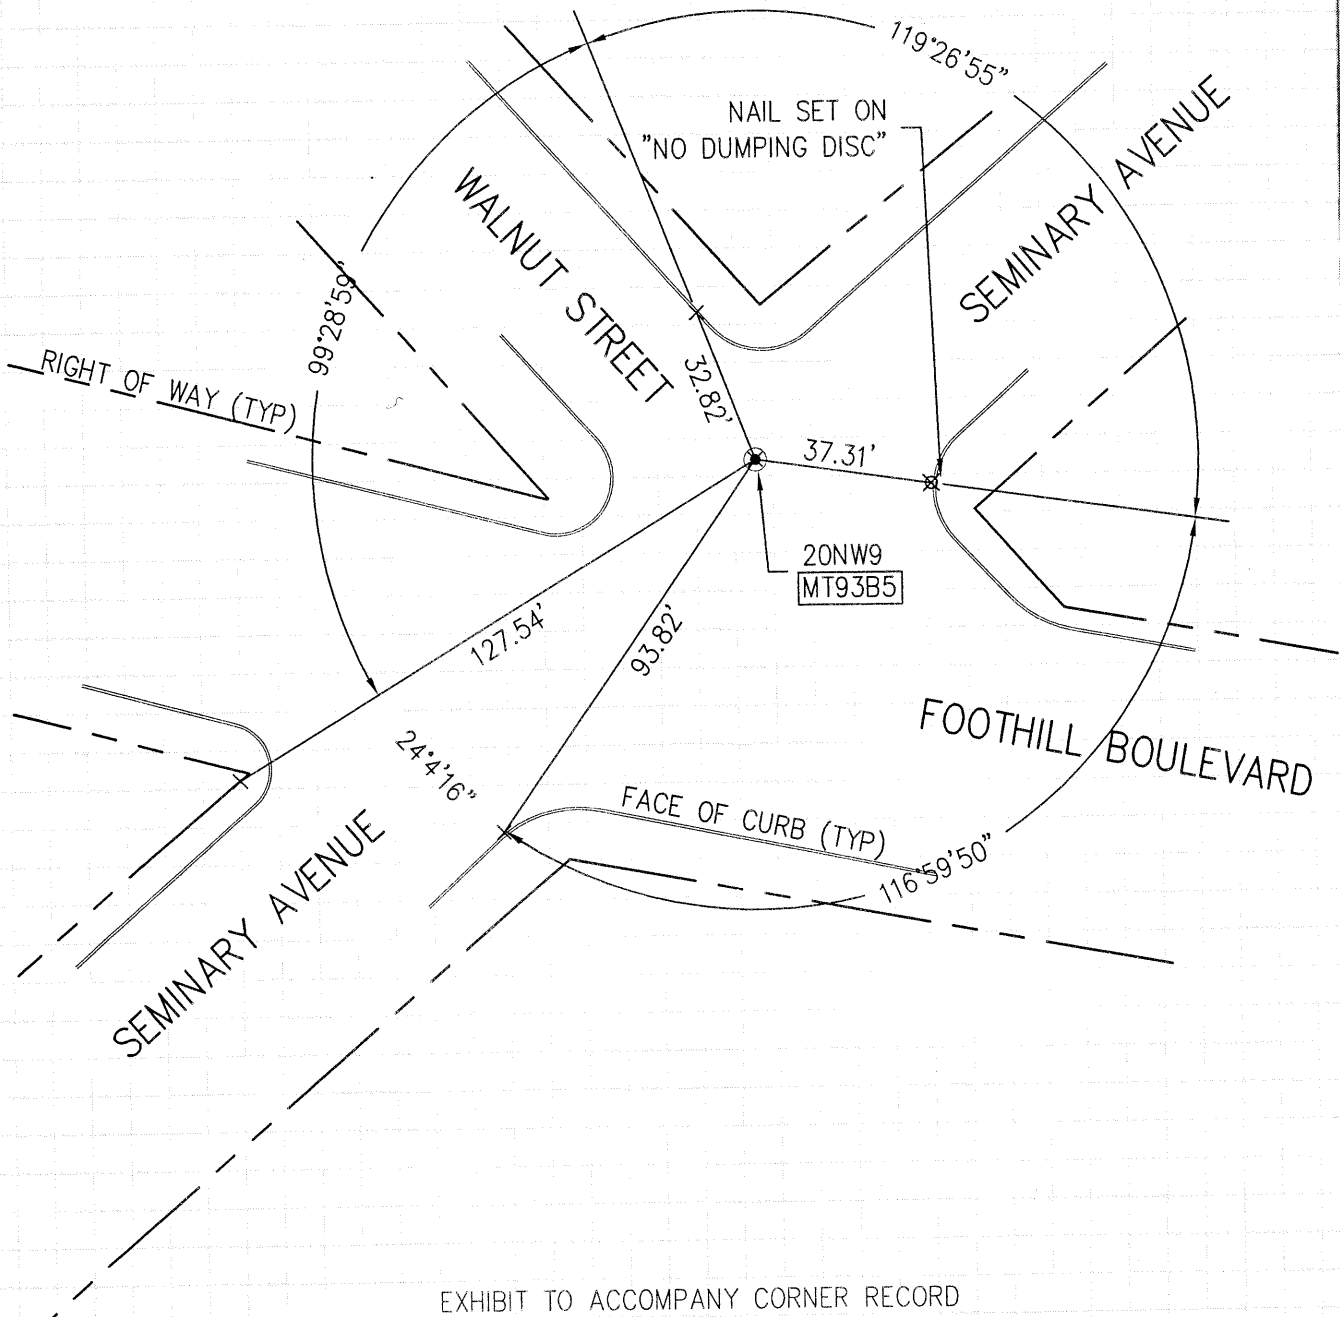 119°26'55"
NAIL SET ON
"NO DUMPING DISC"
SEMINARY AVENUE
WALNUT STREET
99°28'59"
RIGHT OF WAY (TYP)
32.82'
37.31'
20NW9
MT93B5
127.54'
93.82'
24°4'16"
FOOTHILL BOULEVARD
FACE OF CURB (TYP)
116°59'50"
SEMINARY AVENUE
EXHIBIT TO ACCOMPANY CORNER RECORD